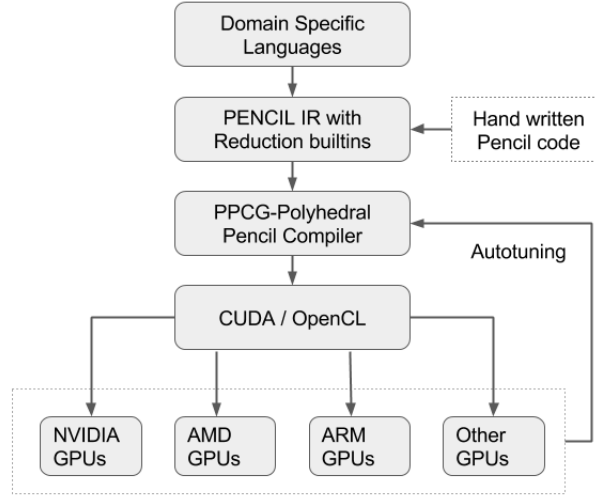 Domain Specific
Languages
PENCIL IR with
Reduction builtins
Hand written
Pencil code
PPCG-Polyhedral
Pencil Compiler
Autotuning
CUDA / OpenCL
NVIDIA
GPUs
AMD
GPUs
ARM
GPUs
Other
GPUs